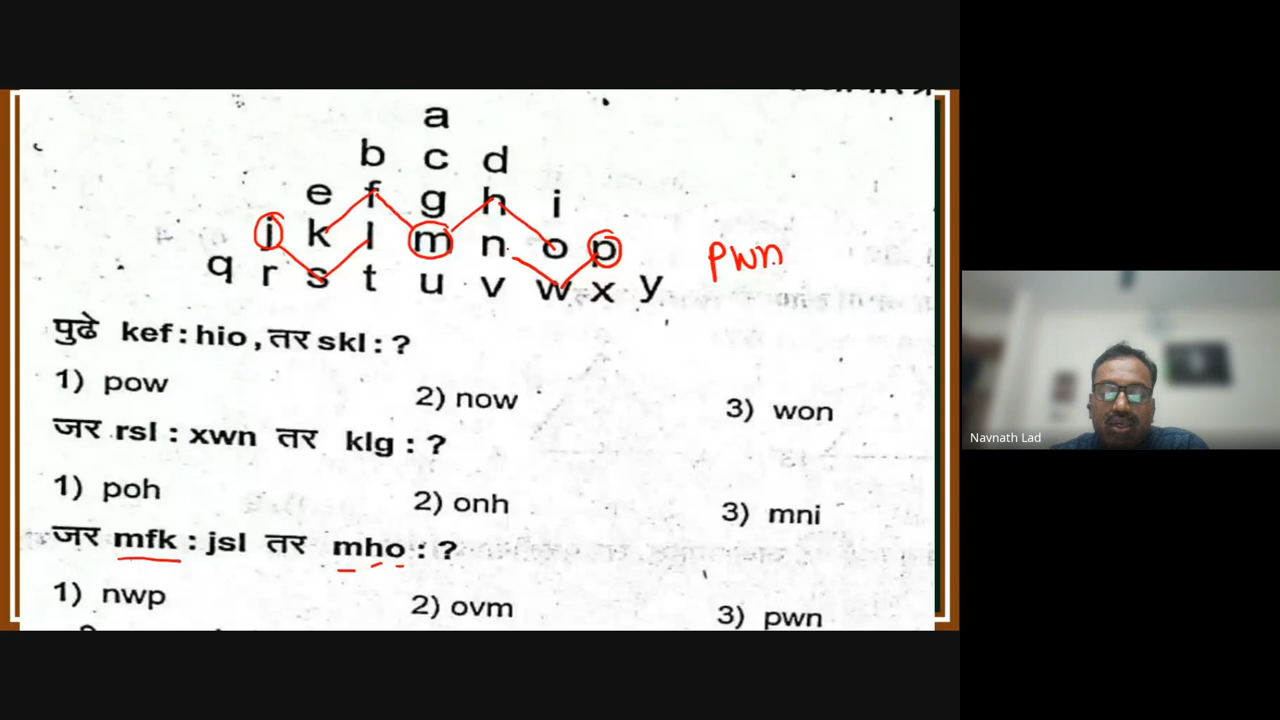 a
b c d
e f g h i
j k l m n o p
q r s t u v w x y
pwn
पुढे kef : hio , तर skl : ?
1) pow 2) now 3) won
जर rsl : xwn तर klg : ?
1) poh 2) onh 3) mni
जर mfk : jsl तर mho : ?
1) nwp 2) ovm 3) pwn
Navnath Lad